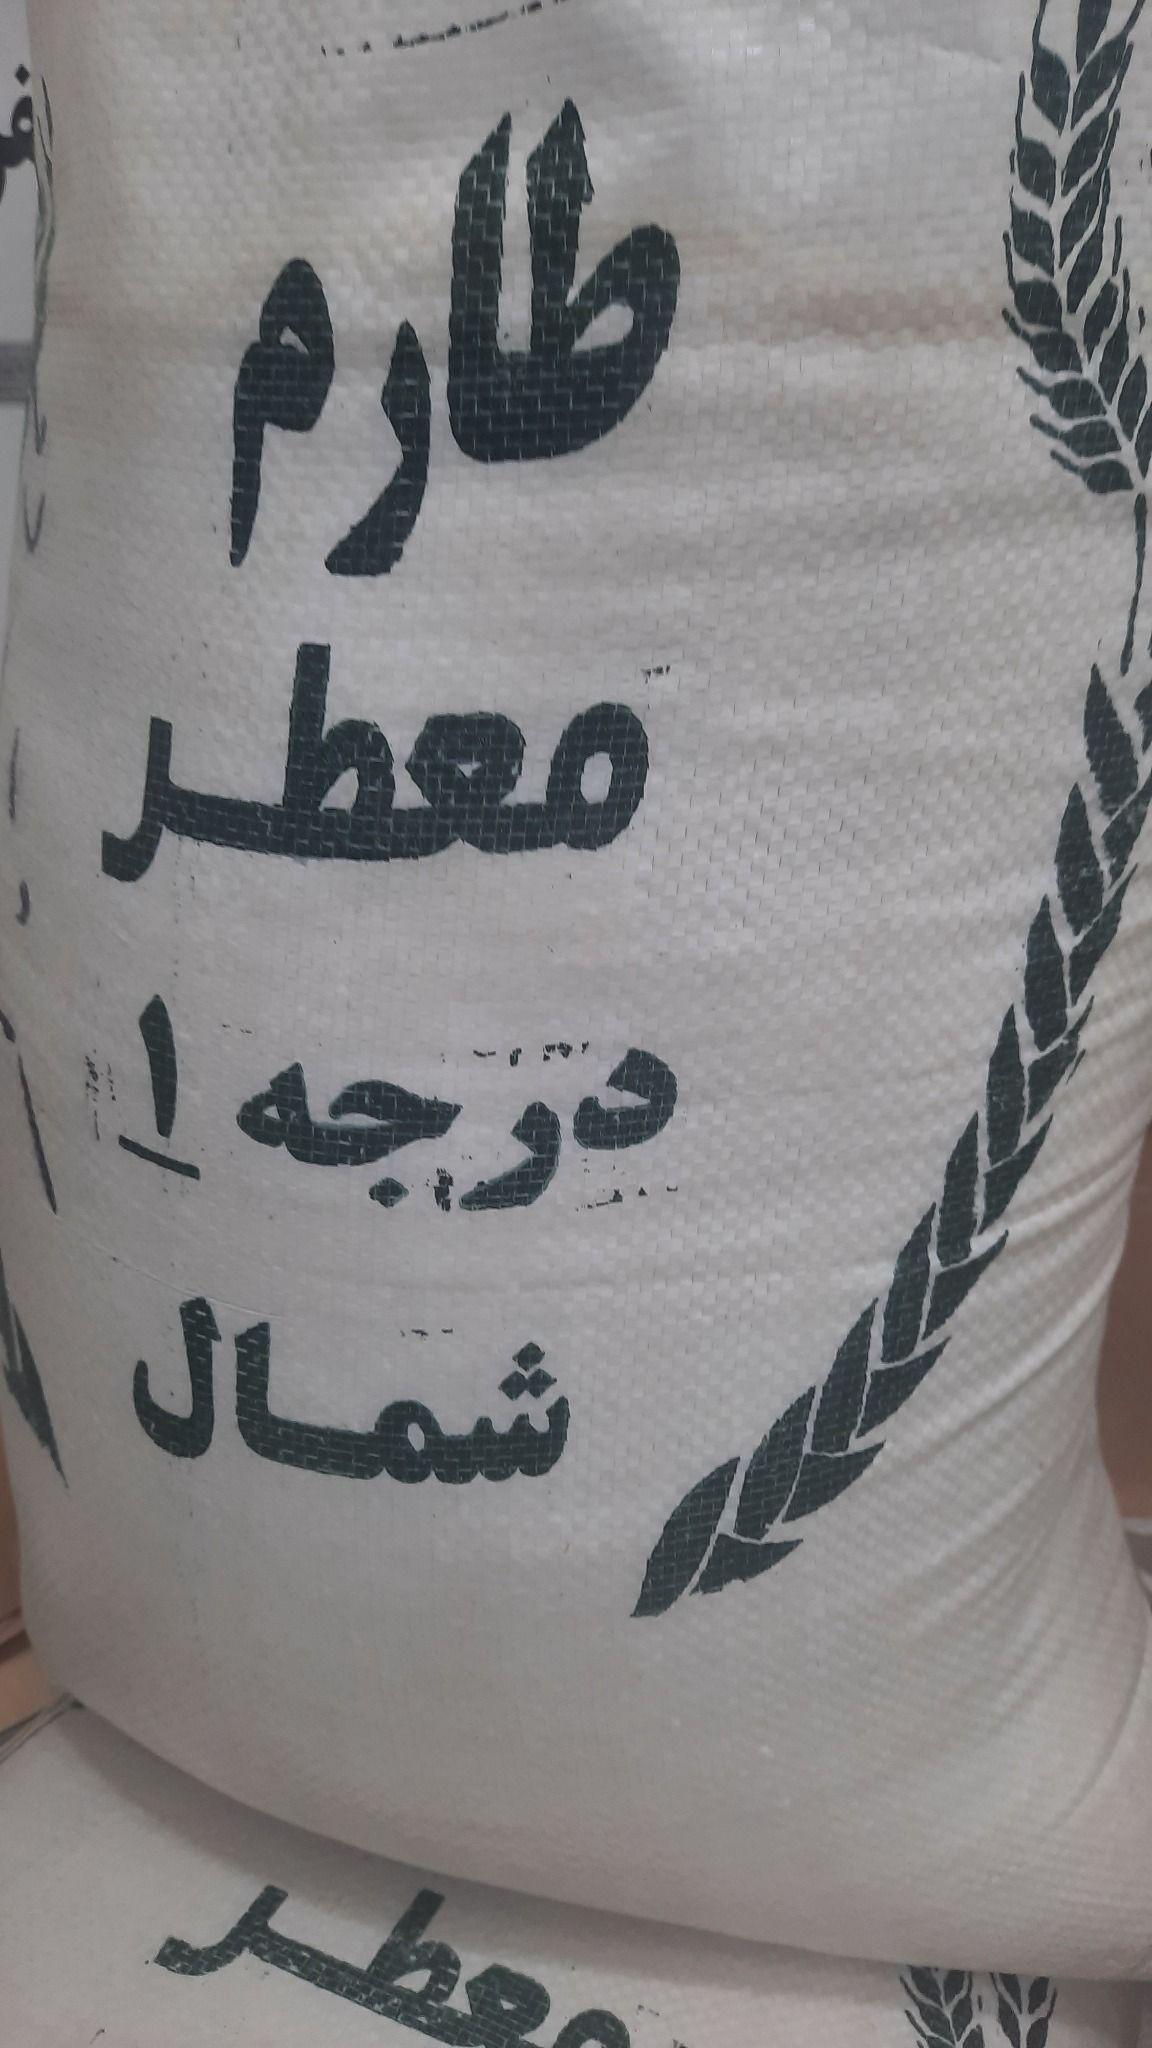 طارم
معطر
درجه ۱
شمال
معطر